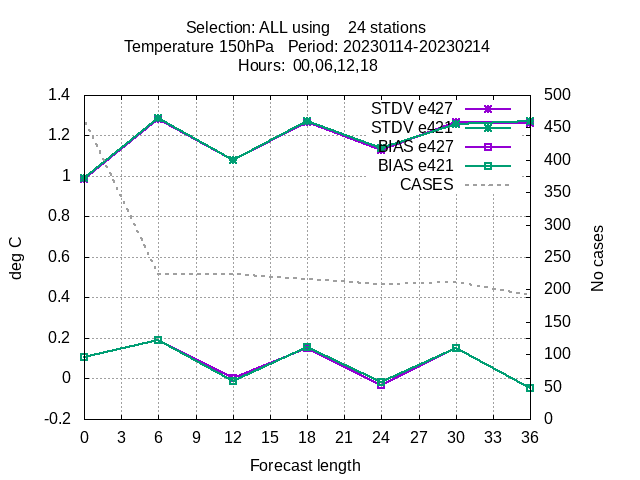 Selection: ALL using    24 stations
Temperature 150hPa   Period: 20230114-20230214
Hours:  00,06,12,18
1.4
1.2
1
0.8
0.6
0.4
0.2
0
-0.2
deg C
STDV e427
STDV e421
BIAS e427
BIAS e421
CASES
500
450
400
350
300
250
200
150
100
50
0
No cases
0 3 6 9 12 15 18 21 24 27 30 33 36
Forecast length